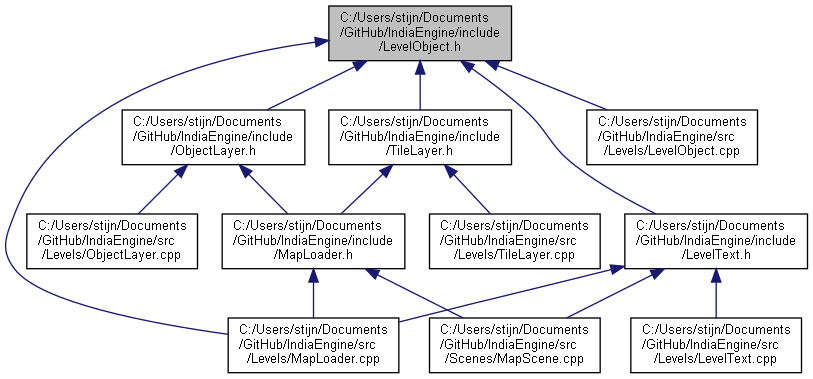 C:/Users/stijn/Documents
/GitHub/IndiaEngine/include
/LevelObject.h
C:/Users/stijn/Documents
/GitHub/IndiaEngine/include
/ObjectLayer.h
C:/Users/stijn/Documents
/GitHub/IndiaEngine/include
/TileLayer.h
C:/Users/stijn/Documents
/GitHub/IndiaEngine/src
/Levels/LevelObject.cpp
C:/Users/stijn/Documents
/GitHub/IndiaEngine/src
/Levels/ObjectLayer.cpp
C:/Users/stijn/Documents
/GitHub/IndiaEngine/include
/MapLoader.h
C:/Users/stijn/Documents
/GitHub/IndiaEngine/src
/Levels/TileLayer.cpp
C:/Users/stijn/Documents
/GitHub/IndiaEngine/include
/LevelText.h
C:/Users/stijn/Documents
/GitHub/IndiaEngine/src
/Levels/MapLoader.cpp
C:/Users/stijn/Documents
/GitHub/IndiaEngine/src
/Scenes/MapScene.cpp
C:/Users/stijn/Documents
/GitHub/IndiaEngine/src
/Levels/LevelText.cpp